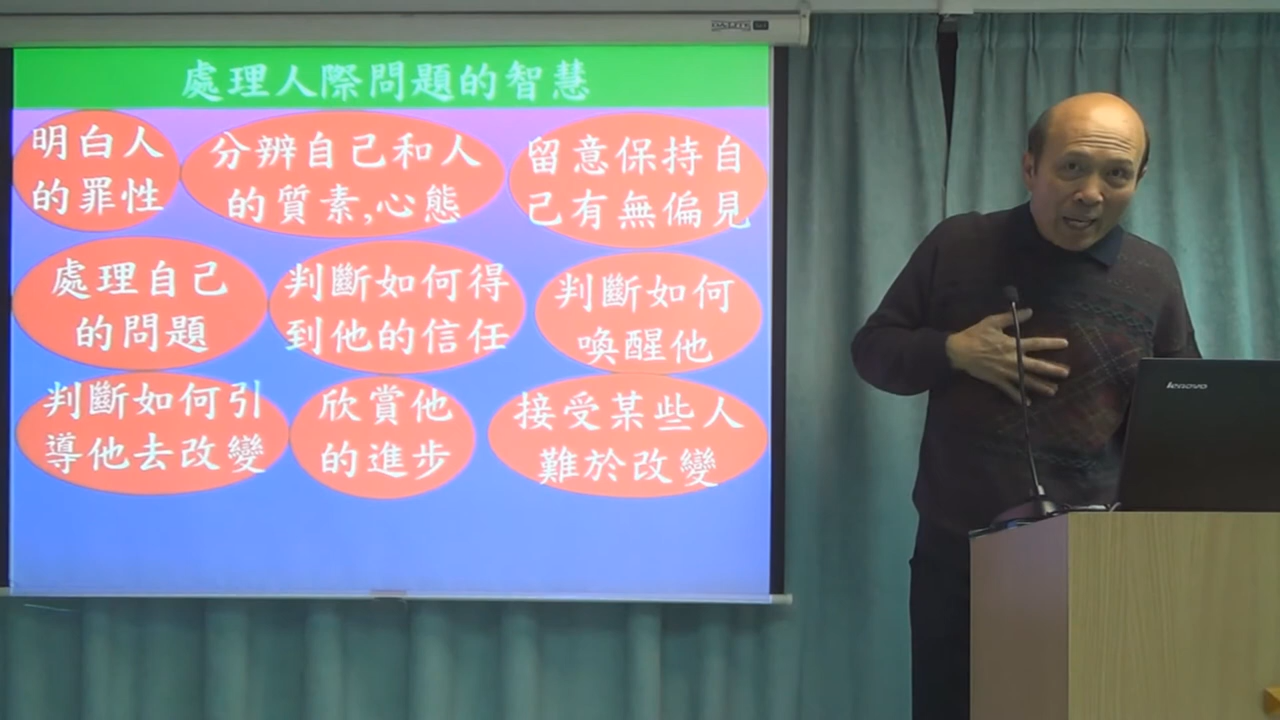 DA-LITE
處理人際問題的智慧
明白人
的罪性
分辨自己和人
的質素,心態
留意保持自
己有無偏見
處理自己
的問題
判斷如何得
到他的信任
判斷如何
喚醒他
判斷如何引
導他去改變
欣賞他
的進步
接受某些人
難於改變
lenovo